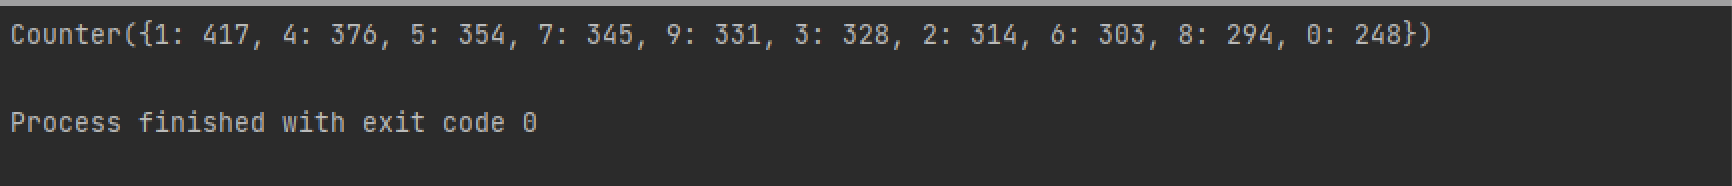 Counter({1: 417, 4: 376, 5: 354, 7: 345, 9: 331, 3: 328, 2: 314, 6: 303, 8: 294, 0: 248})
Process finished with exit code 0